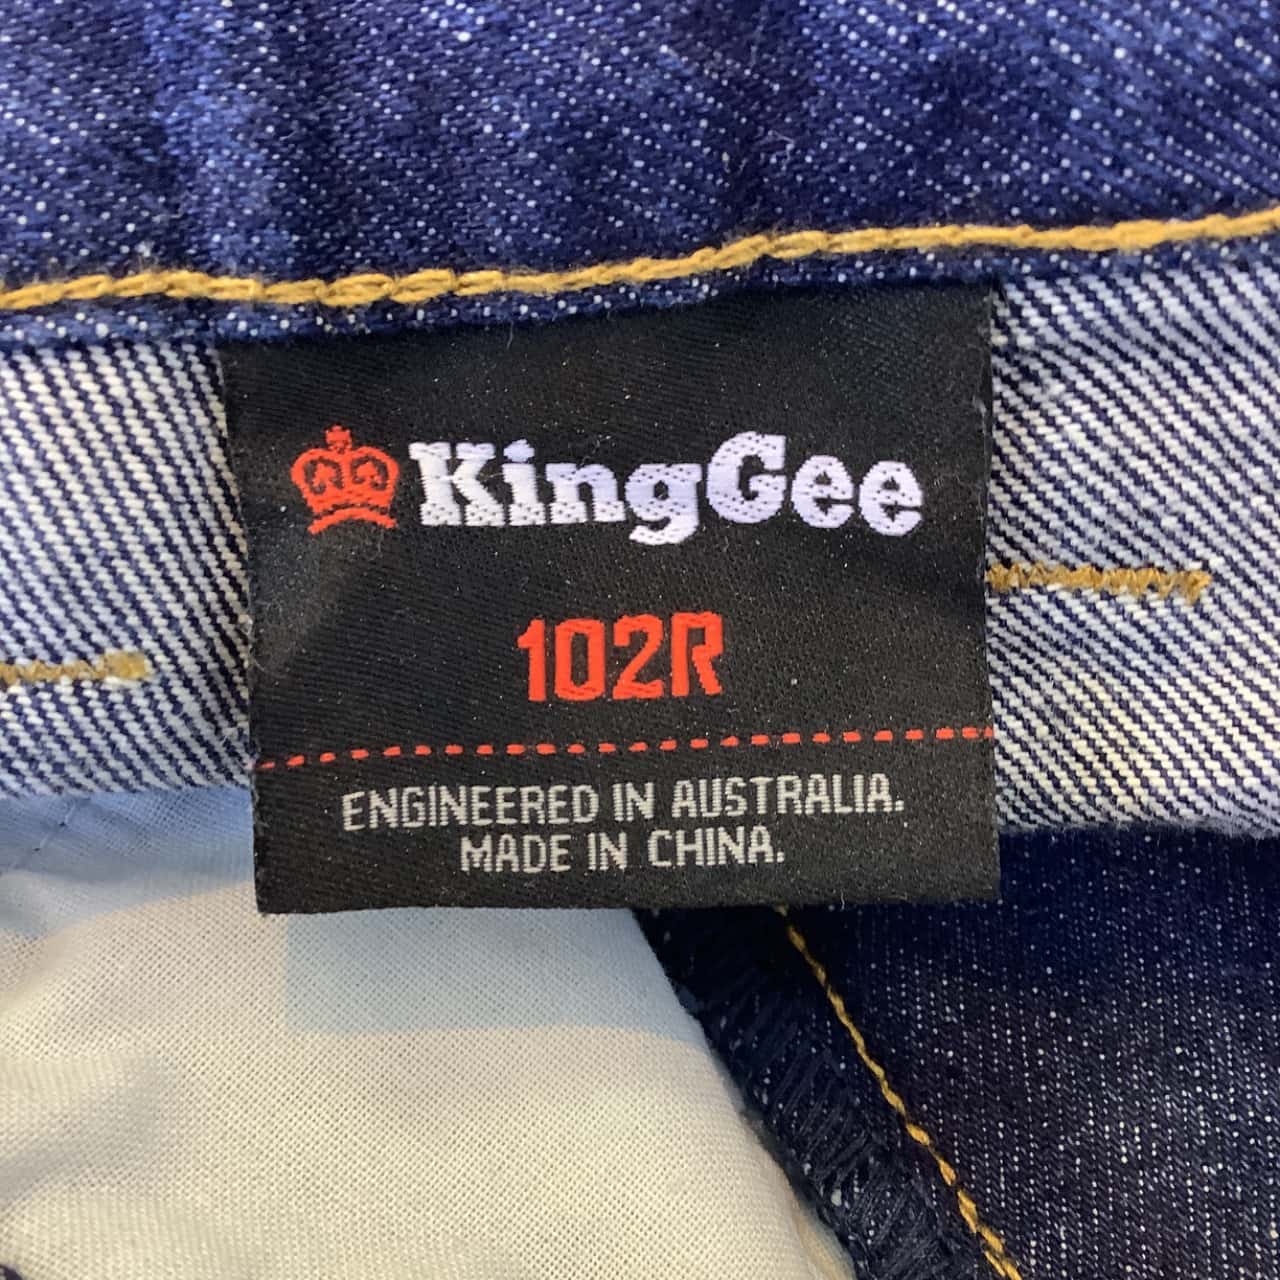 KingGee
102R
ENGINEERED IN AUSTRALIA.
MADE IN CHINA.